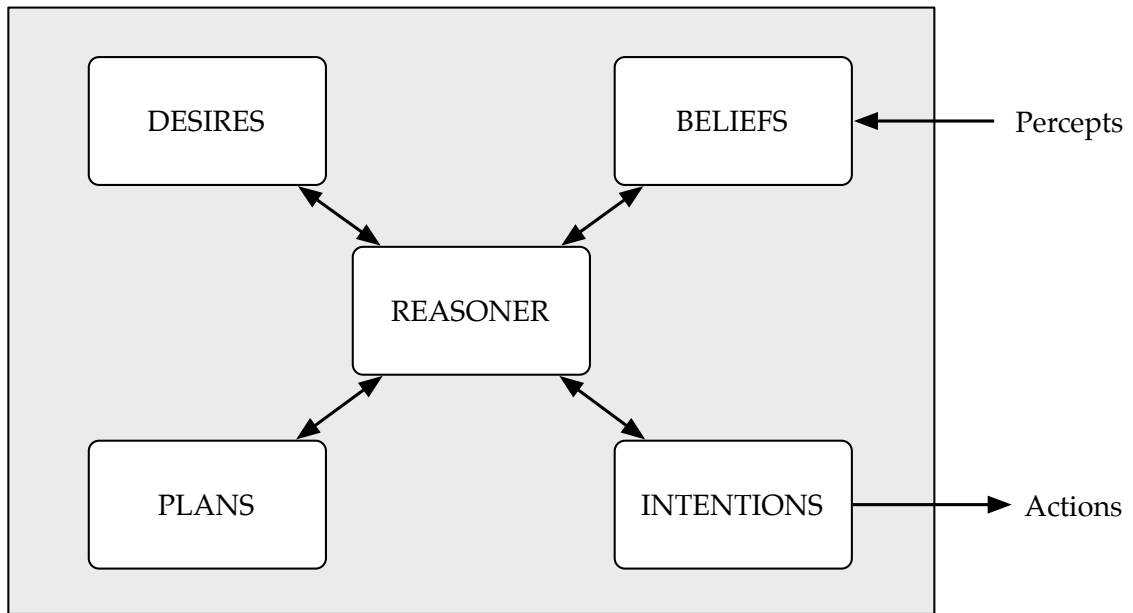 DESIRES
BELIEFS
Percepts
REASONER
PLANS
INTENTIONS
Actions